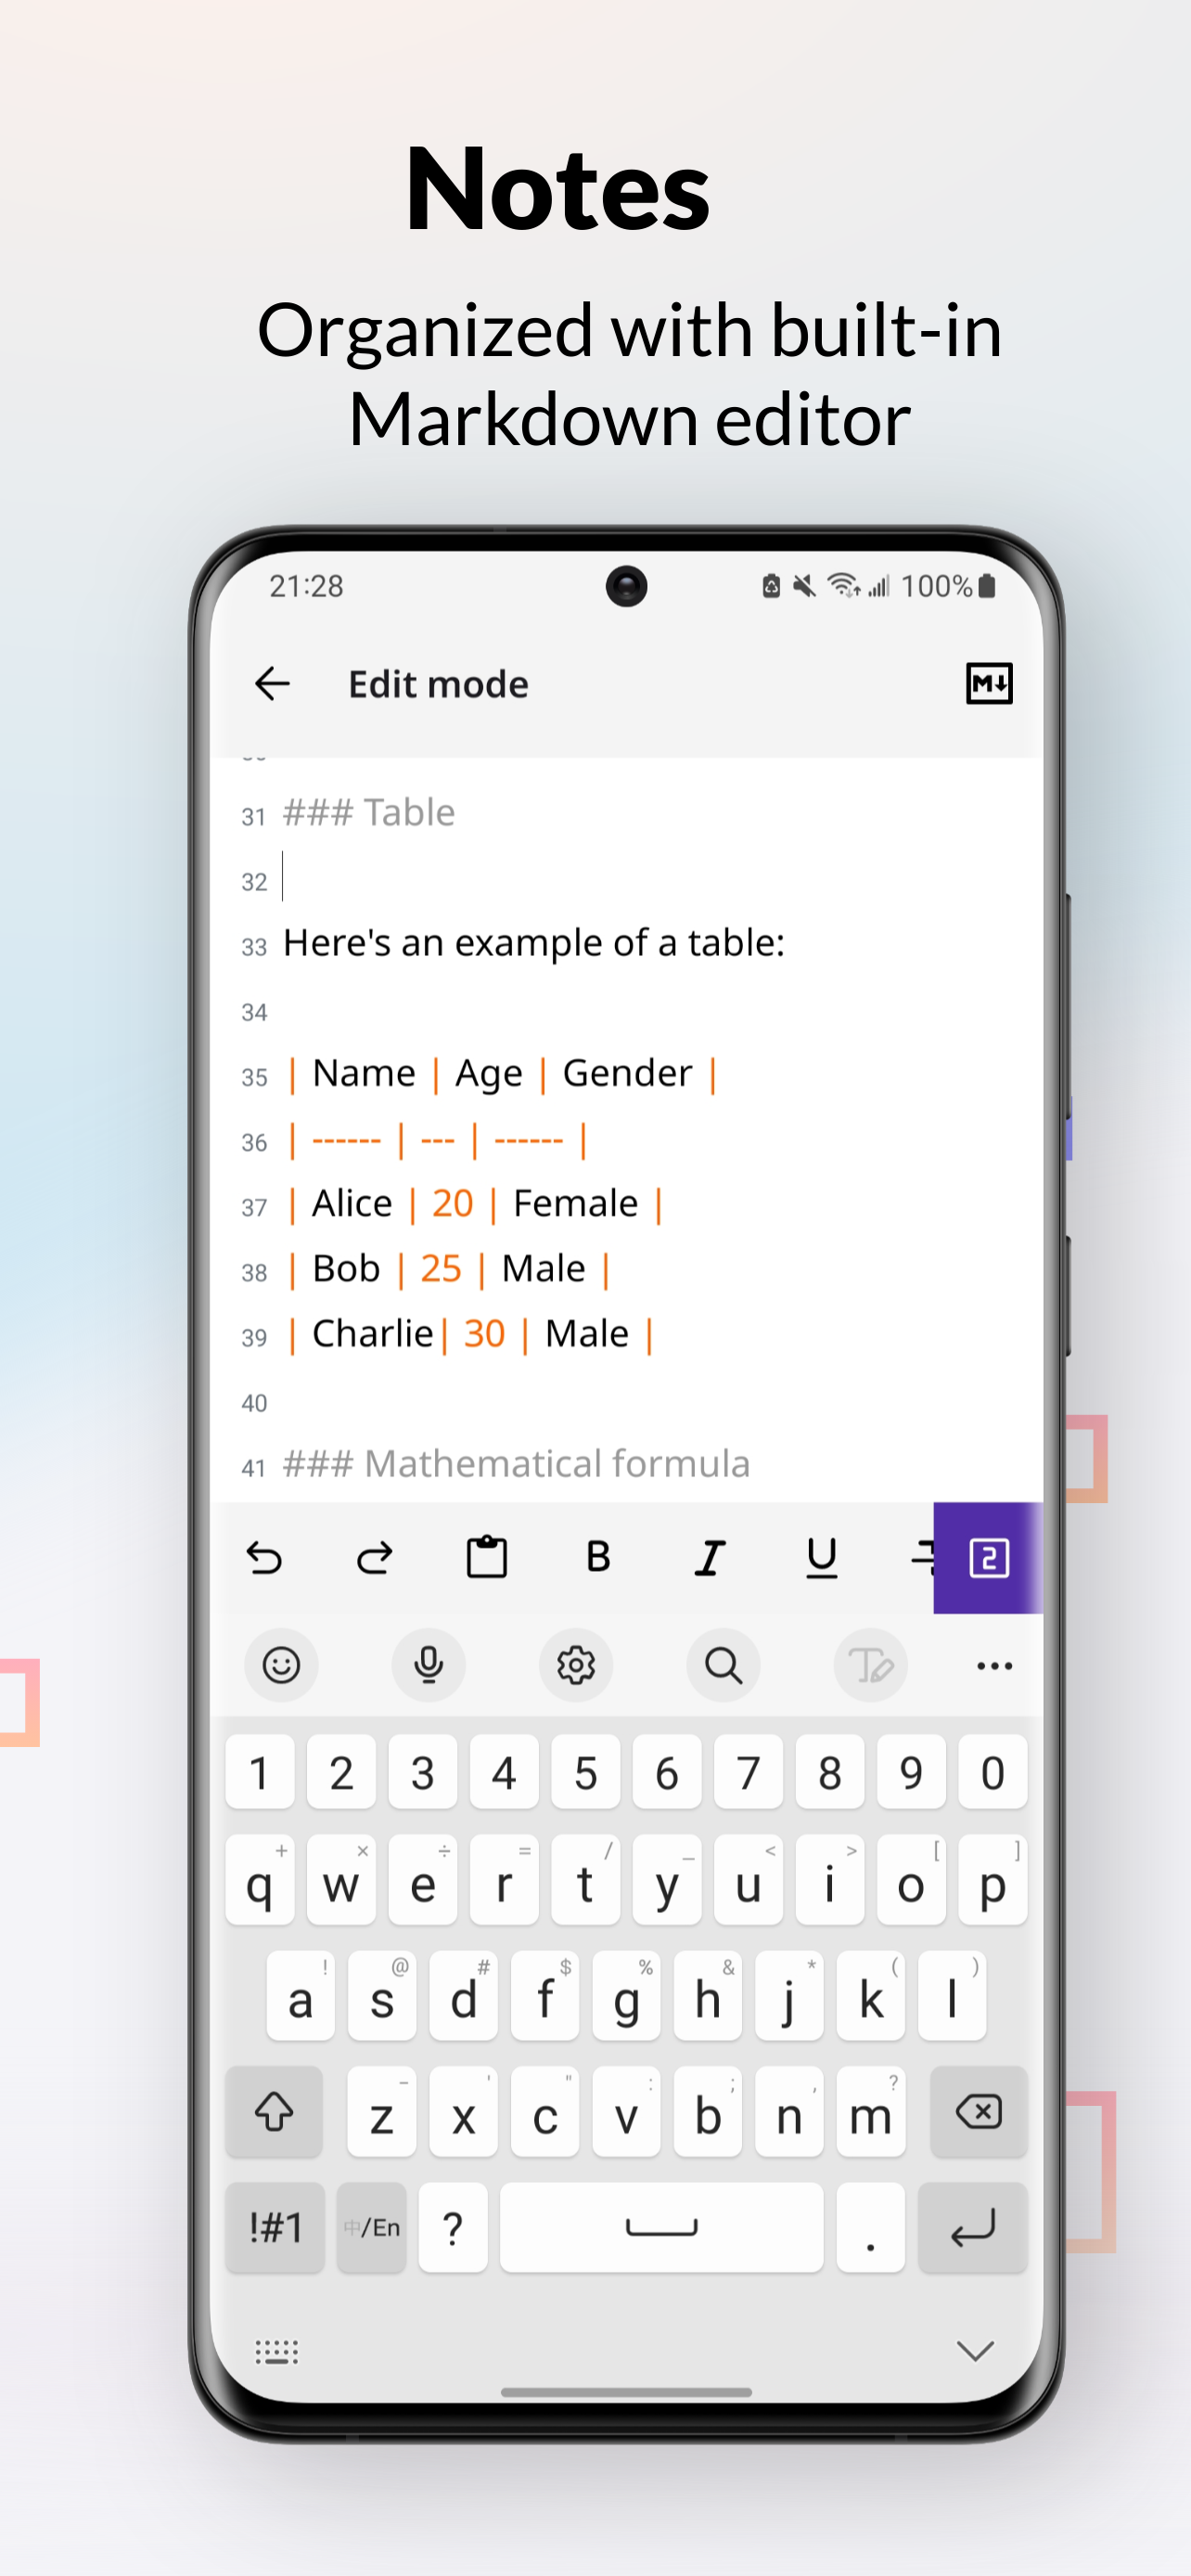 Notes
Organized with built-in
Markdown editor
21:28 100%
Edit mode M↓
31 ### Table
32
33 Here's an example of a table:
34
35 | Name | Age | Gender |
36 | ------ | --- | ------ |
37 | Alice | 20 | Female |
38 | Bob | 25 | Male |
39 | Charlie| 30 | Male |
40
41 ### Mathematical formula
B I U 2
1 2 3 4 5 6 7 8 9 0
+ × ÷ = / _ < > [ ]
q w e r t y u i o p
! @ # $ % & * ( )
a s d f g h j k l
- ' " : ; , ?
z x c v b n m
!#1 中/En ? .